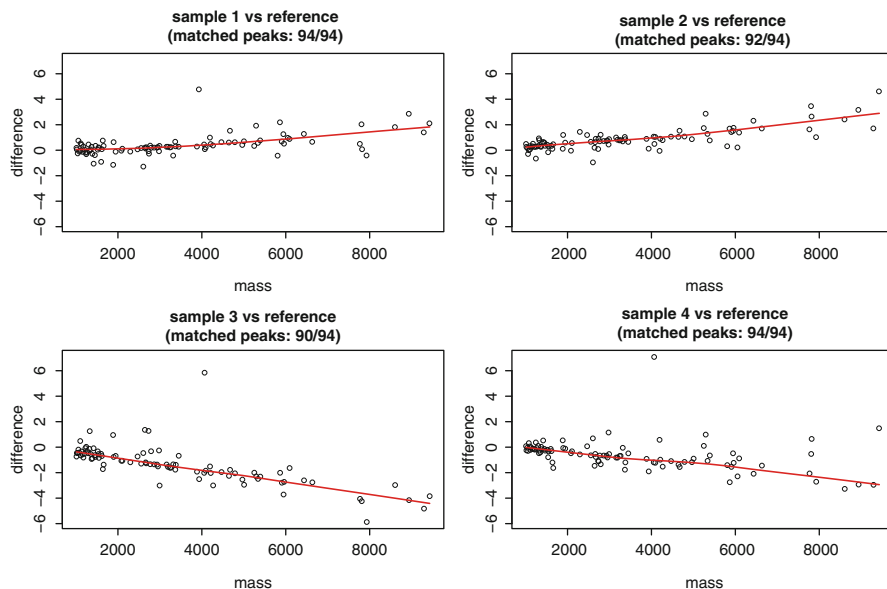 sample 1 vs reference
(matched peaks: 94/94)
difference
6
4
2
0
−2
−4
−6
2000 4000 6000 8000
mass
sample 2 vs reference
(matched peaks: 92/94)
difference
6
4
2
0
−2
−4
−6
2000 4000 6000 8000
mass
sample 3 vs reference
(matched peaks: 90/94)
difference
6
4
2
0
−2
−4
−6
2000 4000 6000 8000
mass
sample 4 vs reference
(matched peaks: 94/94)
difference
6
4
2
0
−2
−4
−6
2000 4000 6000 8000
mass